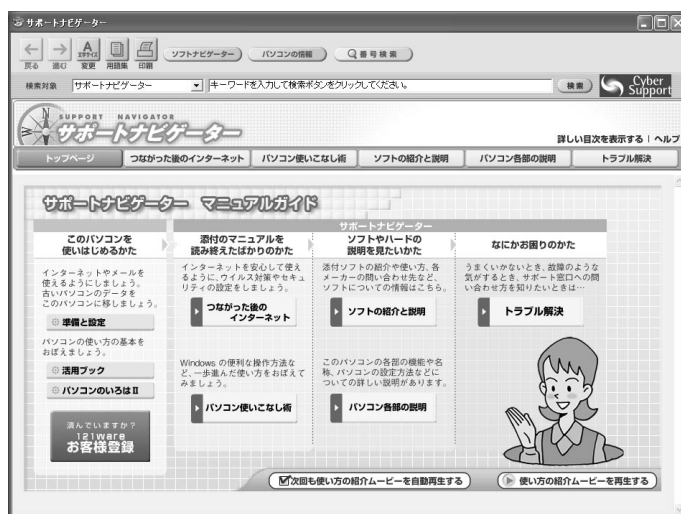 サポートナビゲーター
戻る 進む 文字サイズ 変更 用語集 印刷 ソフトナビゲーター パソコンの情報 番号検索
検索対象 サポートナビゲーター キーワードを入力して検索ボタンをクリックしてください。 検索 Cyber Support
SUPPORT NAVIGATOR
サポートナビゲーター
詳しい目次を表示する | ヘルプ
トップページ つながった後のインターネット パソコン使いこなし術 ソフトの紹介と説明 パソコン各部の説明 トラブル解決
サポートナビゲーター マニュアルガイド
サポートナビゲーター
このパソコンを
使いはじめるかた
インターネットやメールを
使えるようにしましょう。
古いパソコンのデータを
このパソコンに移しましょう。
準備と設定
パソコンの使い方の基本を
おぼえましょう。
活用ブック
パソコンのいろはⅡ
済んでいますか?
121ware
お客様登録
添付のマニュアルを
読み終えたばかりのかた
インターネットを安心して使え
るように、ウイルス対策やセキュ
リティの設定をしましょう。
つながった後の
インターネット
Windows の便利な操作方法な
ど、一歩進んだ使い方をおぼえて
みましょう。
パソコン使いこなし術
ソフトやハードの
説明を見たいかた
添付ソフトの紹介や使い方、各
メーカーの問い合わせ先など、
ソフトについての情報はこちら。
ソフトの紹介と説明
このパソコンの各部の機能や名
称、パソコンの設定方法などに
ついての詳しい説明があります。
パソコン各部の説明
なにかお困りのかた
うまくいかないとき、故障のような
気がするとき、サポート窓口への問
い合わせ方を知りたいときは…
トラブル解決
次回も使い方の紹介ムービーを自動再生する
使い方の紹介ムービーを再生する